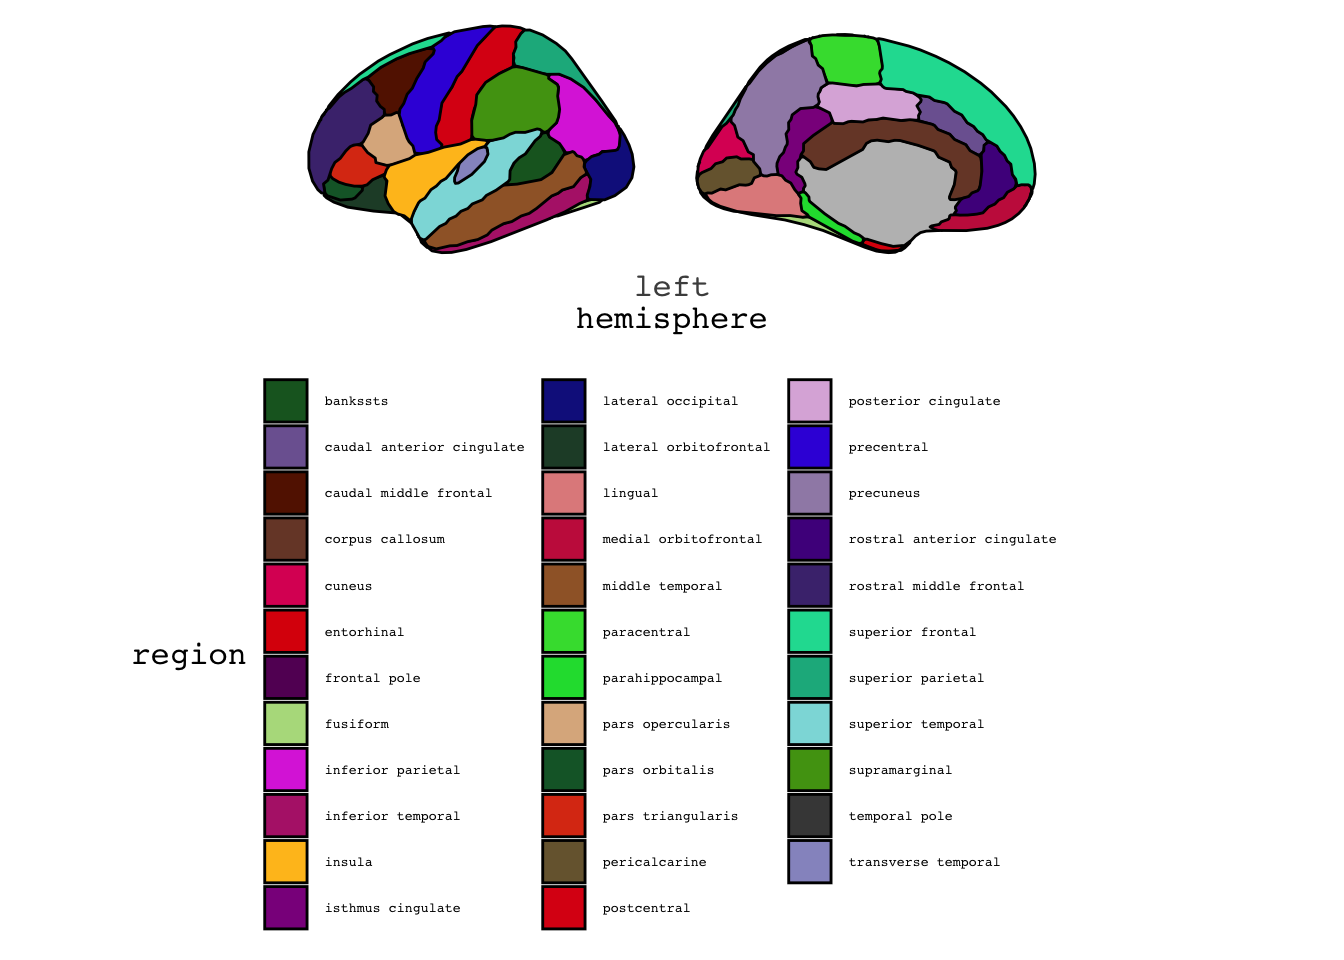 left
hemisphere
region
bankssts
caudal anterior cingulate
caudal middle frontal
corpus callosum
cuneus
entorhinal
frontal pole
fusiform
inferior parietal
inferior temporal
insula
isthmus cingulate
lateral occipital
lateral orbitofrontal
lingual
medial orbitofrontal
middle temporal
paracentral
parahippocampal
pars opercularis
pars orbitalis
pars triangularis
pericalcarine
postcentral
posterior cingulate
precentral
precuneus
rostral anterior cingulate
rostral middle frontal
superior frontal
superior parietal
superior temporal
supramarginal
temporal pole
transverse temporal